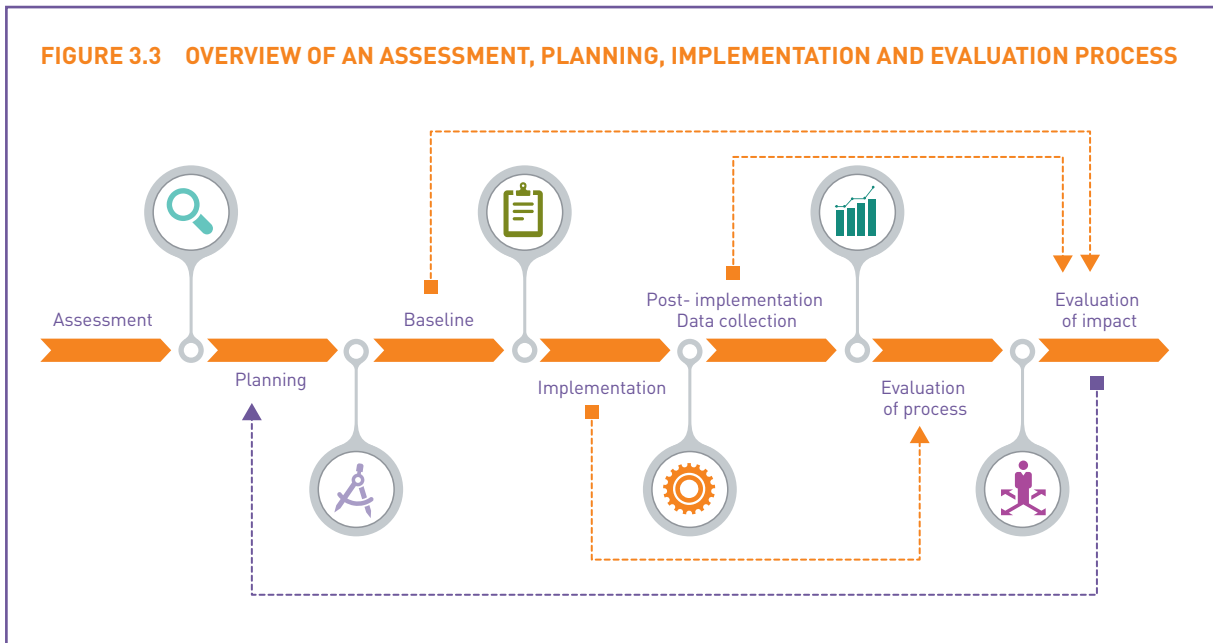 FIGURE 3.3 OVERVIEW OF AN ASSESSMENT, PLANNING, IMPLEMENTATION AND EVALUATION PROCESS
Assessment
Planning
Baseline
Implementation
Post- implementation
Data collection
Evaluation
of process
Evaluation
of impact